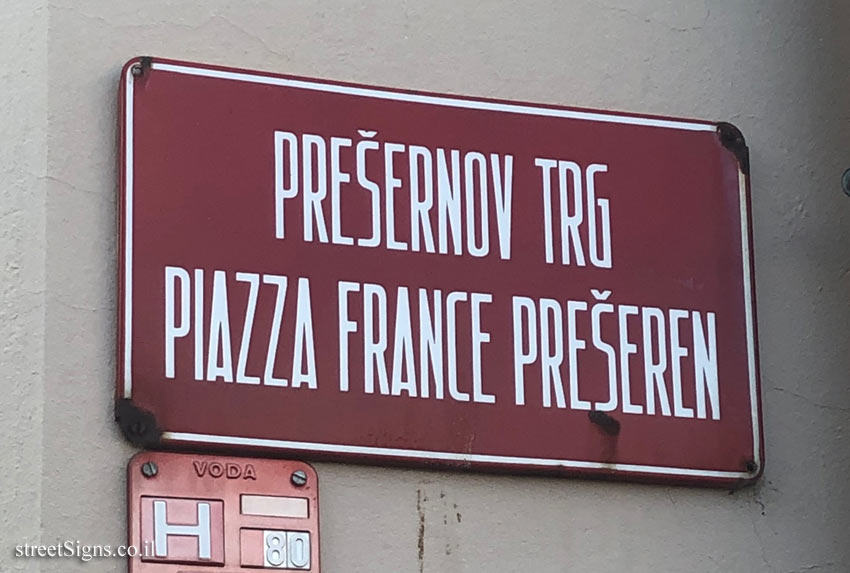 PREŠERNOV TRG
PIAZZA FRANCE PREŠEREN
VODA
H
80
streetSigns.co.il